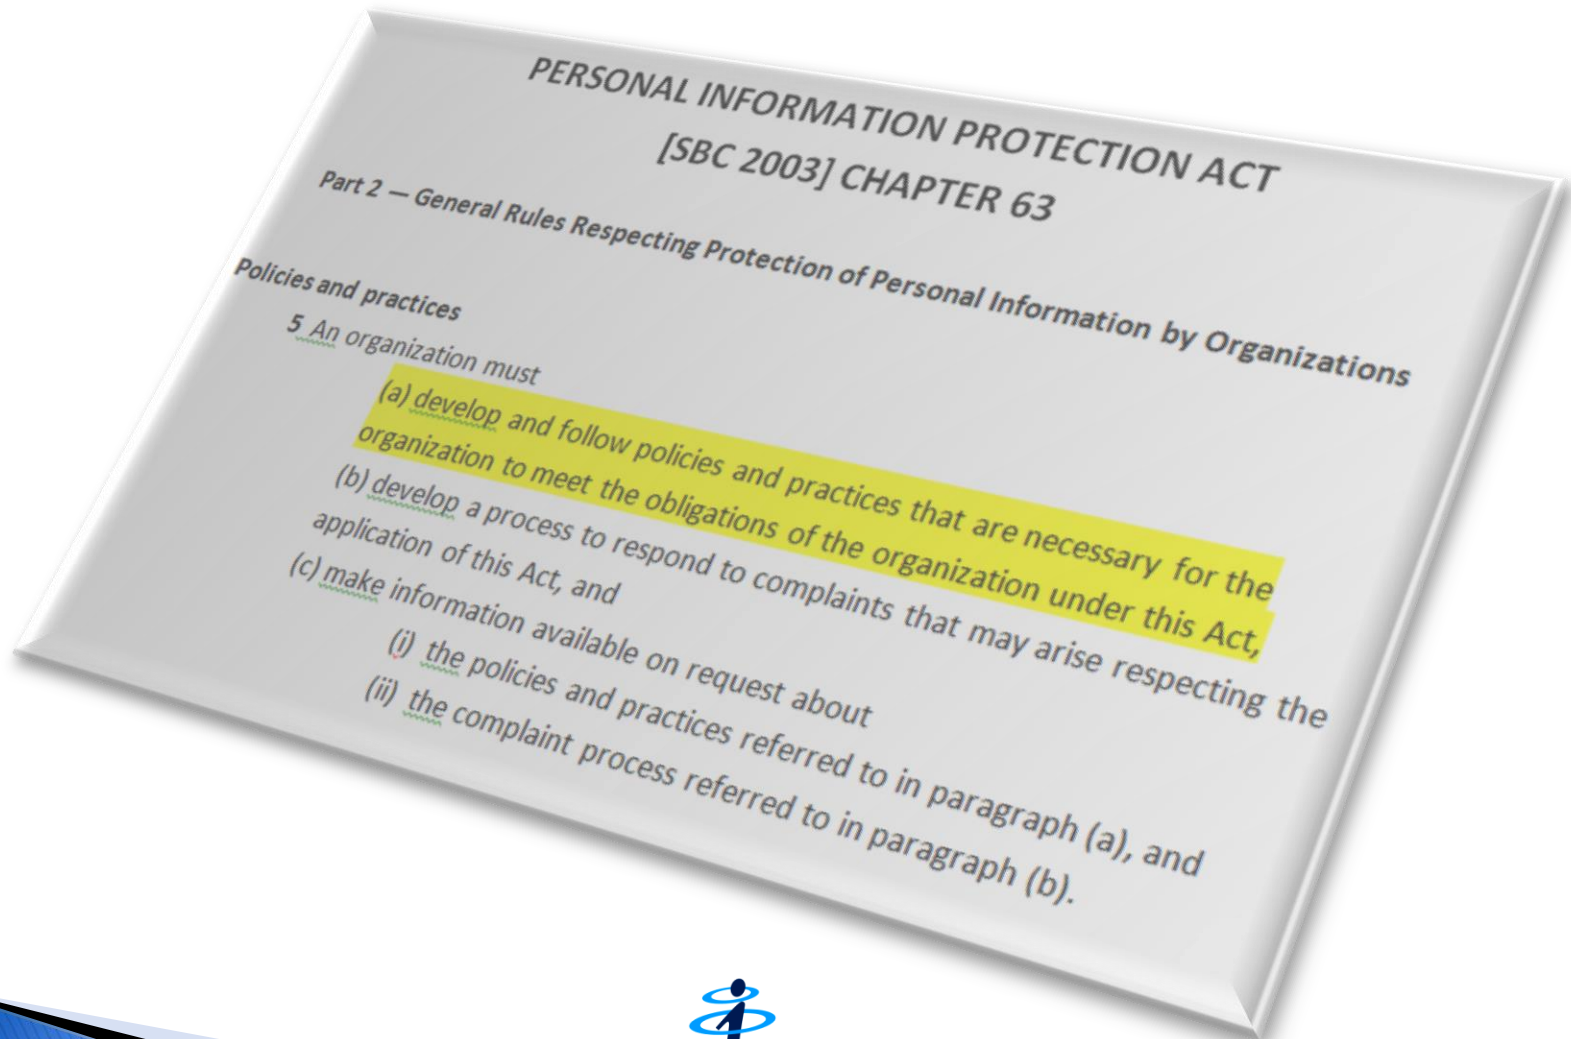 PERSONAL INFORMATION PROTECTION ACT
[SBC 2003] CHAPTER 63
Part 2 — General Rules Respecting Protection of Personal Information by Organizations
Policies and practices
5 An organization must
(a) develop and follow policies and practices that are necessary for the
organization to meet the obligations of the organization under this Act,
(b) develop a process to respond to complaints that may arise respecting the
application of this Act, and
(c) make information available on request about
(i) the policies and practices referred to in paragraph (a), and
(ii) the complaint process referred to in paragraph (b).